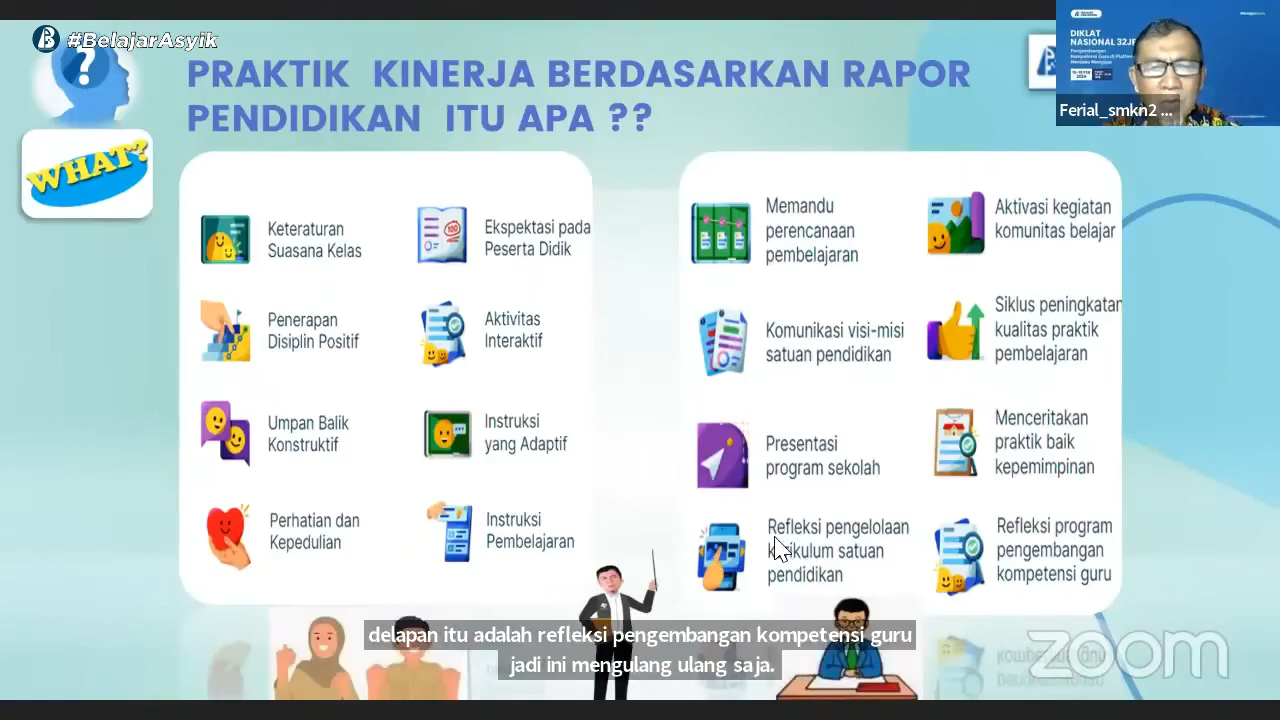 #BelajarAsyik
PRAKTIK KINERJA BERDASARKAN RAPOR
PENDIDIKAN ITU APA ??
WHAT?
DIKLAT
NASIONAL 32JP
Ferial_smkn2 ...
Keteraturan
Suasana Kelas
Ekspektasi pada
Peserta Didik
Penerapan
Disiplin Positif
Aktivitas
Interaktif
Umpan Balik
Konstruktif
Instruksi
yang Adaptif
Perhatian dan
Kepedulian
Instruksi
Pembelajaran
Memandu
perencanaan
pembelajaran
Aktivasi kegiatan
komunitas belajar
Komunikasi visi-misi
satuan pendidikan
Siklus peningkatan
kualitas praktik
pembelajaran
Presentasi
program sekolah
Menceritakan
praktik baik
kepemimpinan
Refleksi pengelolaan
kurikulum satuan
pendidikan
Refleksi program
pengembangan
kompetensi guru
delapan itu adalah refleksi pengembangan kompetensi guru
jadi ini mengulang ulang saja.
zoom